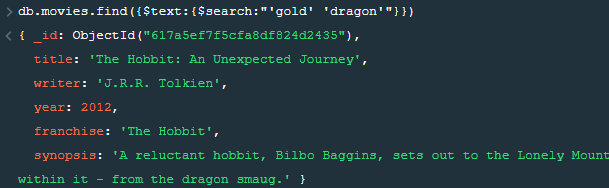 > db.movies.find({$text:{$search:"'gold' 'dragon'"}})
< { _id: ObjectId("617a5ef7f5cfa8df824d2435"),
title: 'The Hobbit: An Unexpected Journey',
writer: 'J.R.R. Tolkien',
year: 2012,
franchise: 'The Hobbit',
synopsis: 'A reluctant hobbit, Bilbo Baggins, sets out to the Lonely Mount
within it - from the dragon smaug.' }